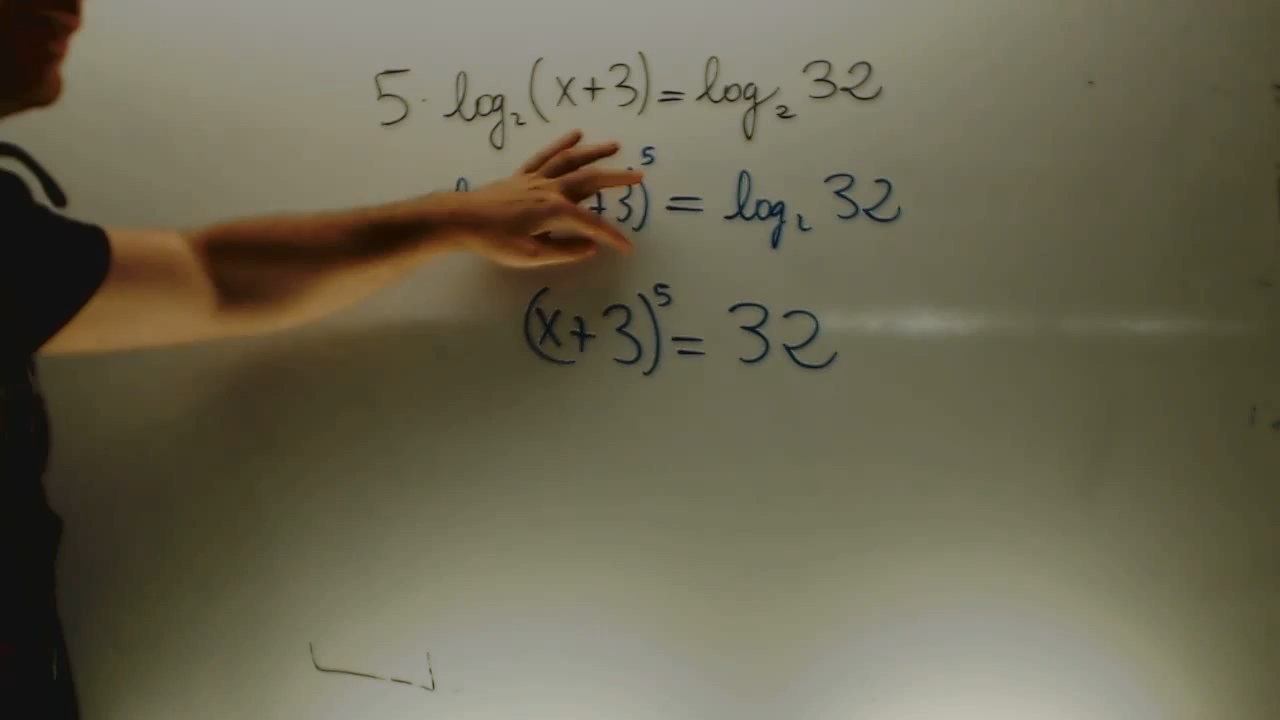 5· log₂(x+3) = log₂ 32
+3)⁵ = log₂ 32
(x+3)⁵ = 32